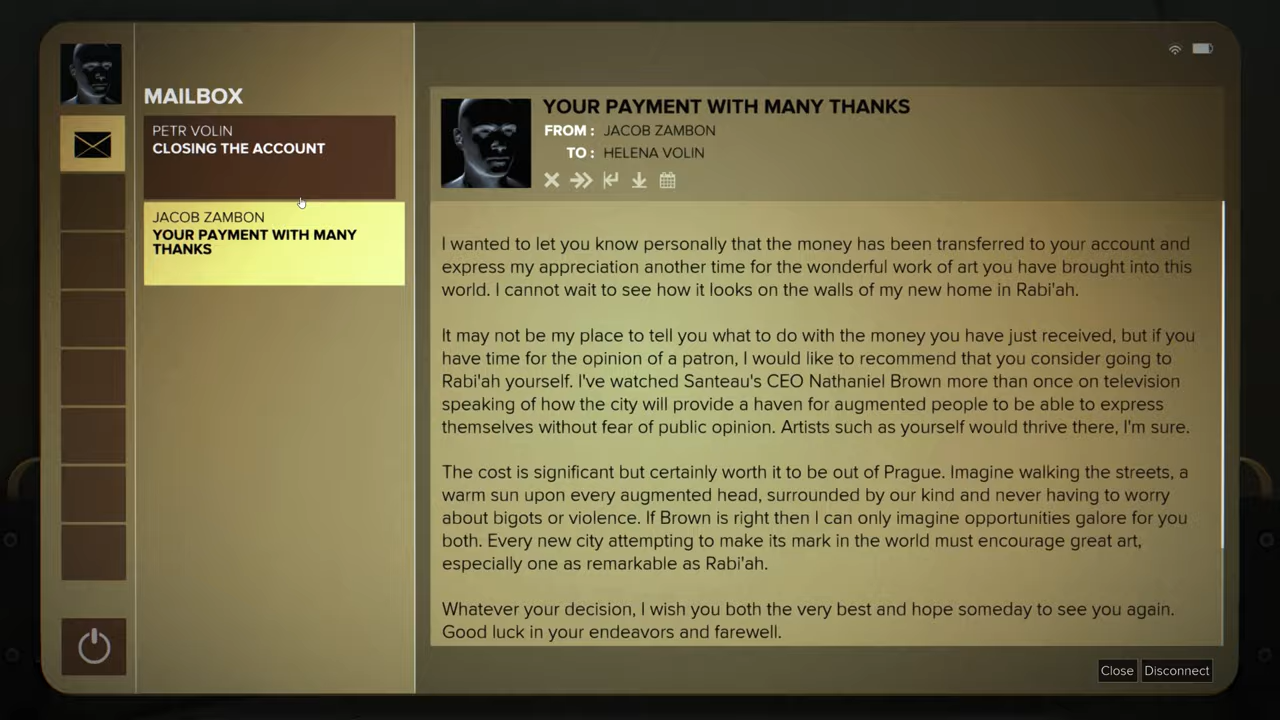 MAILBOX
PETR VOLIN
CLOSING THE ACCOUNT
JACOB ZAMBON
YOUR PAYMENT WITH MANY
THANKS
YOUR PAYMENT WITH MANY THANKS
FROM : JACOB ZAMBON
TO : HELENA VOLIN
I wanted to let you know personally that the money has been transferred to your account and
express my appreciation another time for the wonderful work of art you have brought into this
world. I cannot wait to see how it looks on the walls of my new home in Rabi'ah.
It may not be my place to tell you what to do with the money you have just received, but if you
have time for the opinion of a patron, I would like to recommend that you consider going to
Rabi'ah yourself. I've watched Santeau's CEO Nathaniel Brown more than once on television
speaking of how the city will provide a haven for augmented people to be able to express
themselves without fear of public opinion. Artists such as yourself would thrive there, I'm sure.
The cost is significant but certainly worth it to be out of Prague. Imagine walking the streets, a
warm sun upon every augmented head, surrounded by our kind and never having to worry
about bigots or violence. If Brown is right then I can only imagine opportunities galore for you
both. Every new city attempting to make its mark in the world must encourage great art,
especially one as remarkable as Rabi'ah.
Whatever your decision, I wish you both the very best and hope someday to see you again.
Good luck in your endeavors and farewell.
Close
Disconnect